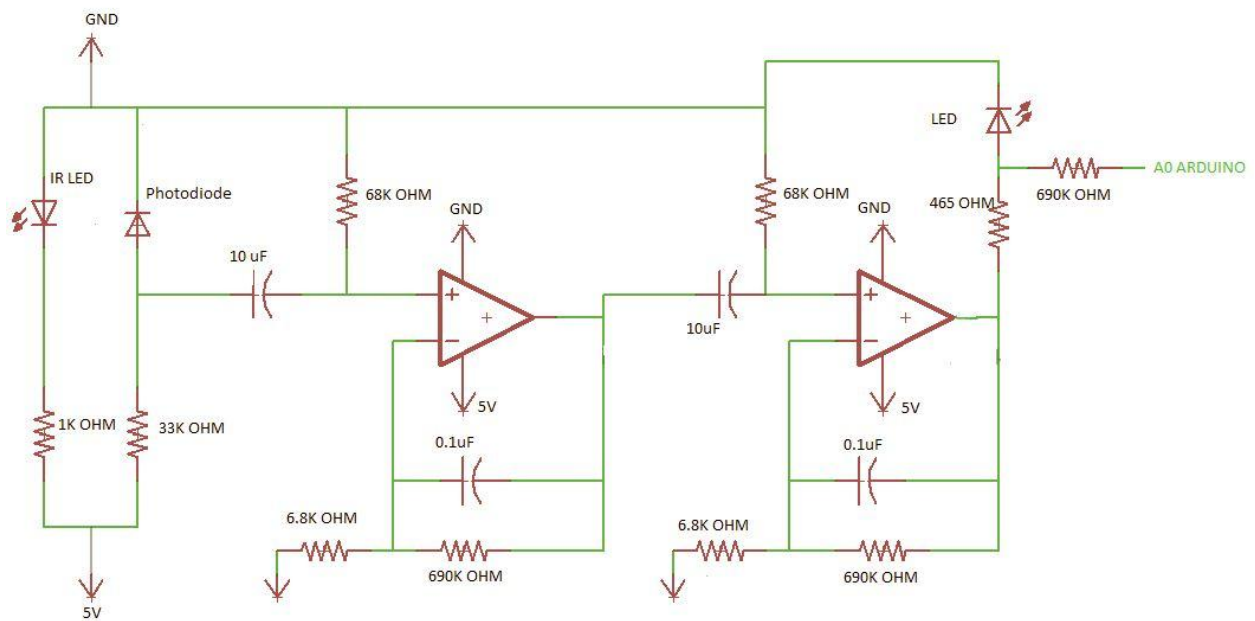 GND
LED
IR LED
Photodiode
68K OHM
GND
68K OHM
GND
465 OHM
690K OHM
A0 ARDUINO
10 uF
+
+
10uF
+
+
-
-
1K OHM
33K OHM
5V
5V
0.1uF
0.1uF
6.8K OHM
6.8K OHM
690K OHM
690K OHM
5V